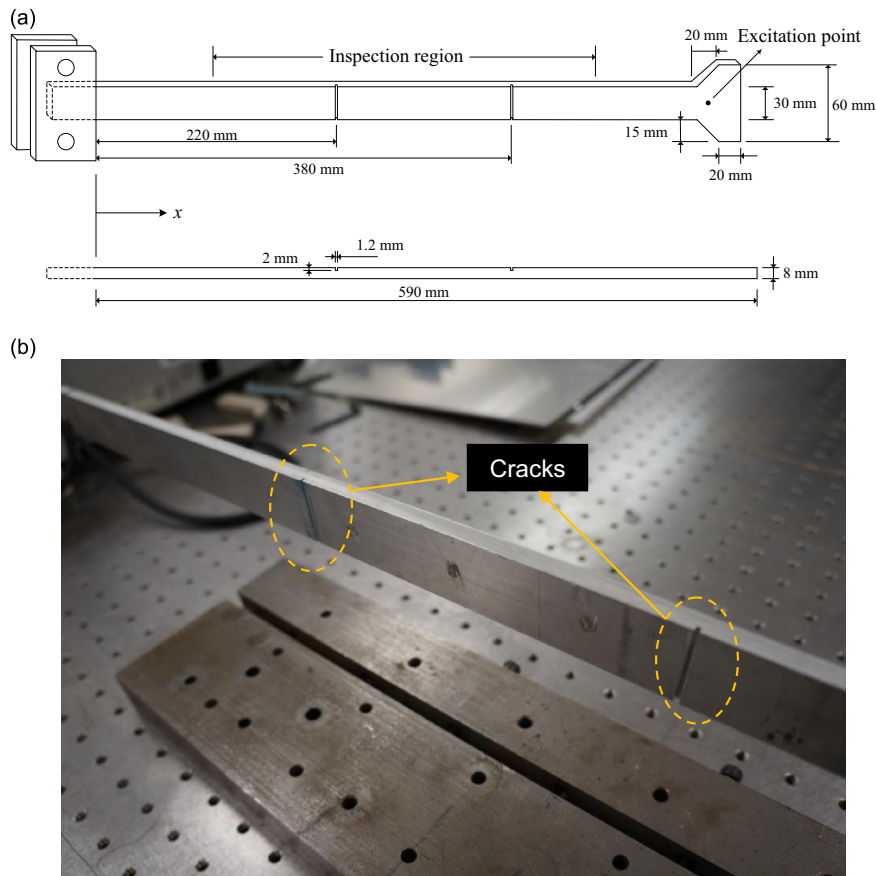 (a)
20 mm
Excitation point
Inspection region
30 mm
60 mm
220 mm
15 mm
380 mm
20 mm
x
1.2 mm
2 mm
8 mm
590 mm
(b)
Cracks